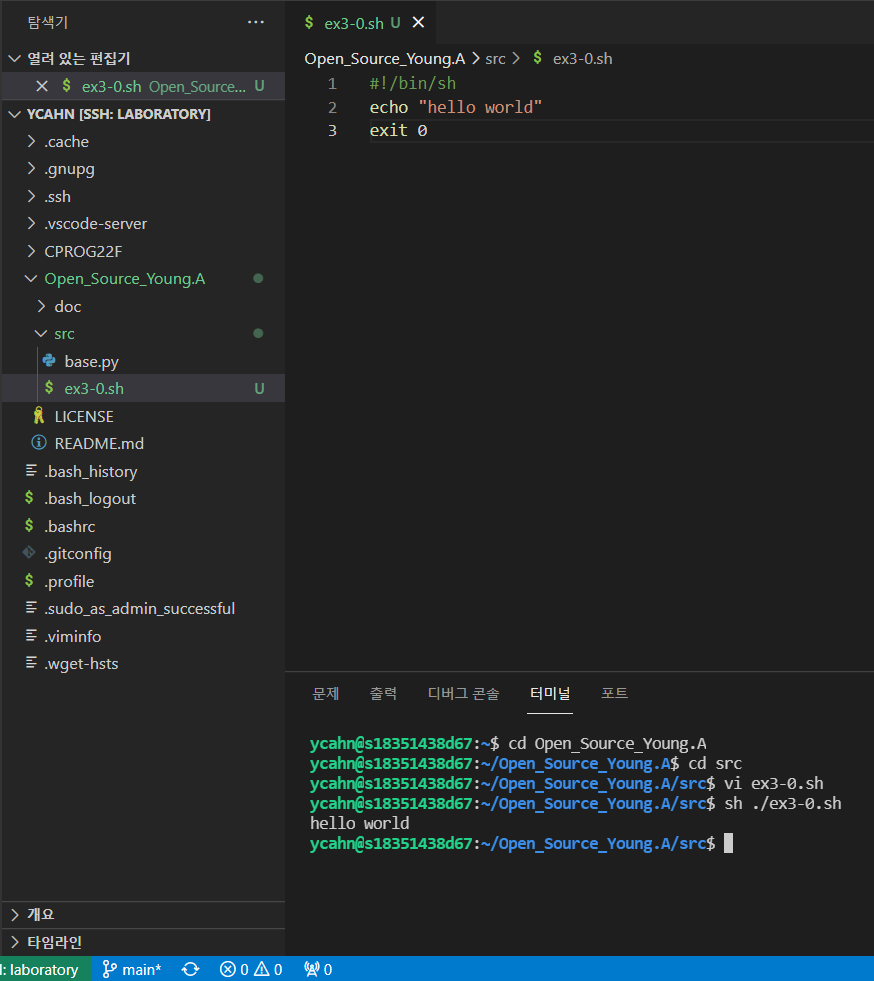 탐색기 ···
열려 있는 편집기
$ ex3-0.sh Open_Source... U
YCAHN [SSH: LABORATORY]
.cache
.gnupg
.ssh
.vscode-server
CPROG22F
Open_Source_Young.A
doc
src
base.py
$ ex3-0.sh U
LICENSE
README.md
.bash_history
$ .bash_logout
$ .bashrc
.gitconfig
$ .profile
.sudo_as_admin_successful
.viminfo
.wget-hsts
개요
타임라인
$ ex3-0.sh U
Open_Source_Young.A > src > $ ex3-0.sh
1 #!/bin/sh
2 echo "hello world"
3 exit 0
문제 출력 디버그 콘솔 터미널 포트
ycahn@s18351438d67:~$ cd Open_Source_Young.A
ycahn@s18351438d67:~/Open_Source_Young.A$ cd src
ycahn@s18351438d67:~/Open_Source_Young.A/src$ vi ex3-0.sh
ycahn@s18351438d67:~/Open_Source_Young.A/src$ sh ./ex3-0.sh
hello world
ycahn@s18351438d67:~/Open_Source_Young.A/src$
: laboratory main* 0 0 0